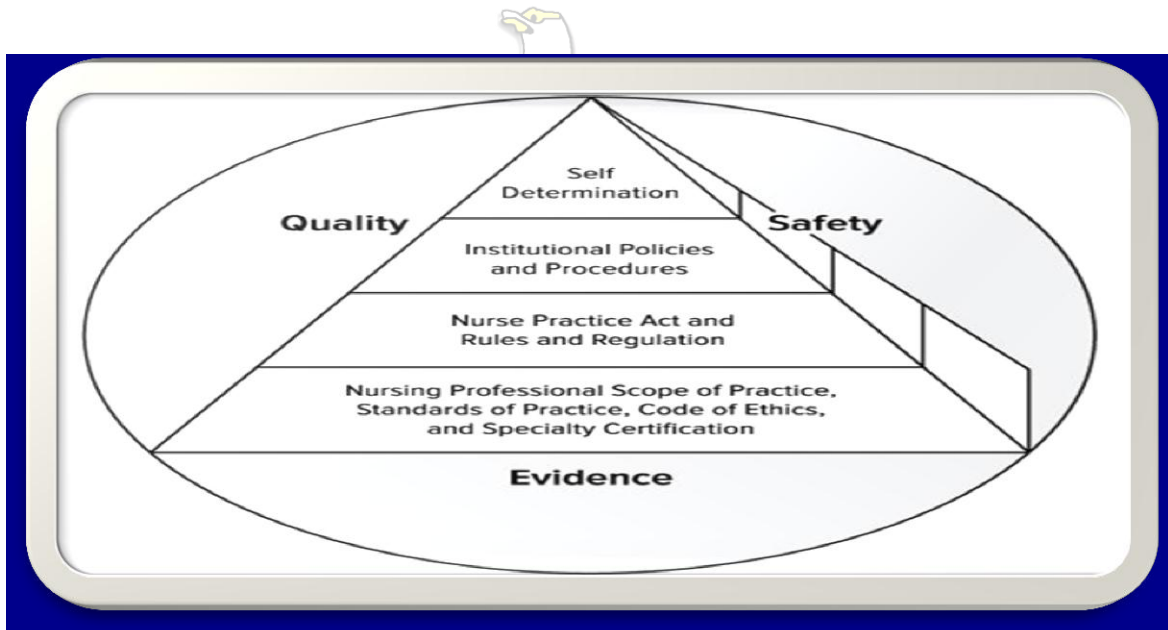 Self
Determination
Quality
Safety
Institutional Policies
and Procedures
Nurse Practice Act and
Rules and Regulation
Nursing Professional Scope of Practice,
Standards of Practice, Code of Ethics,
and Specialty Certification
Evidence